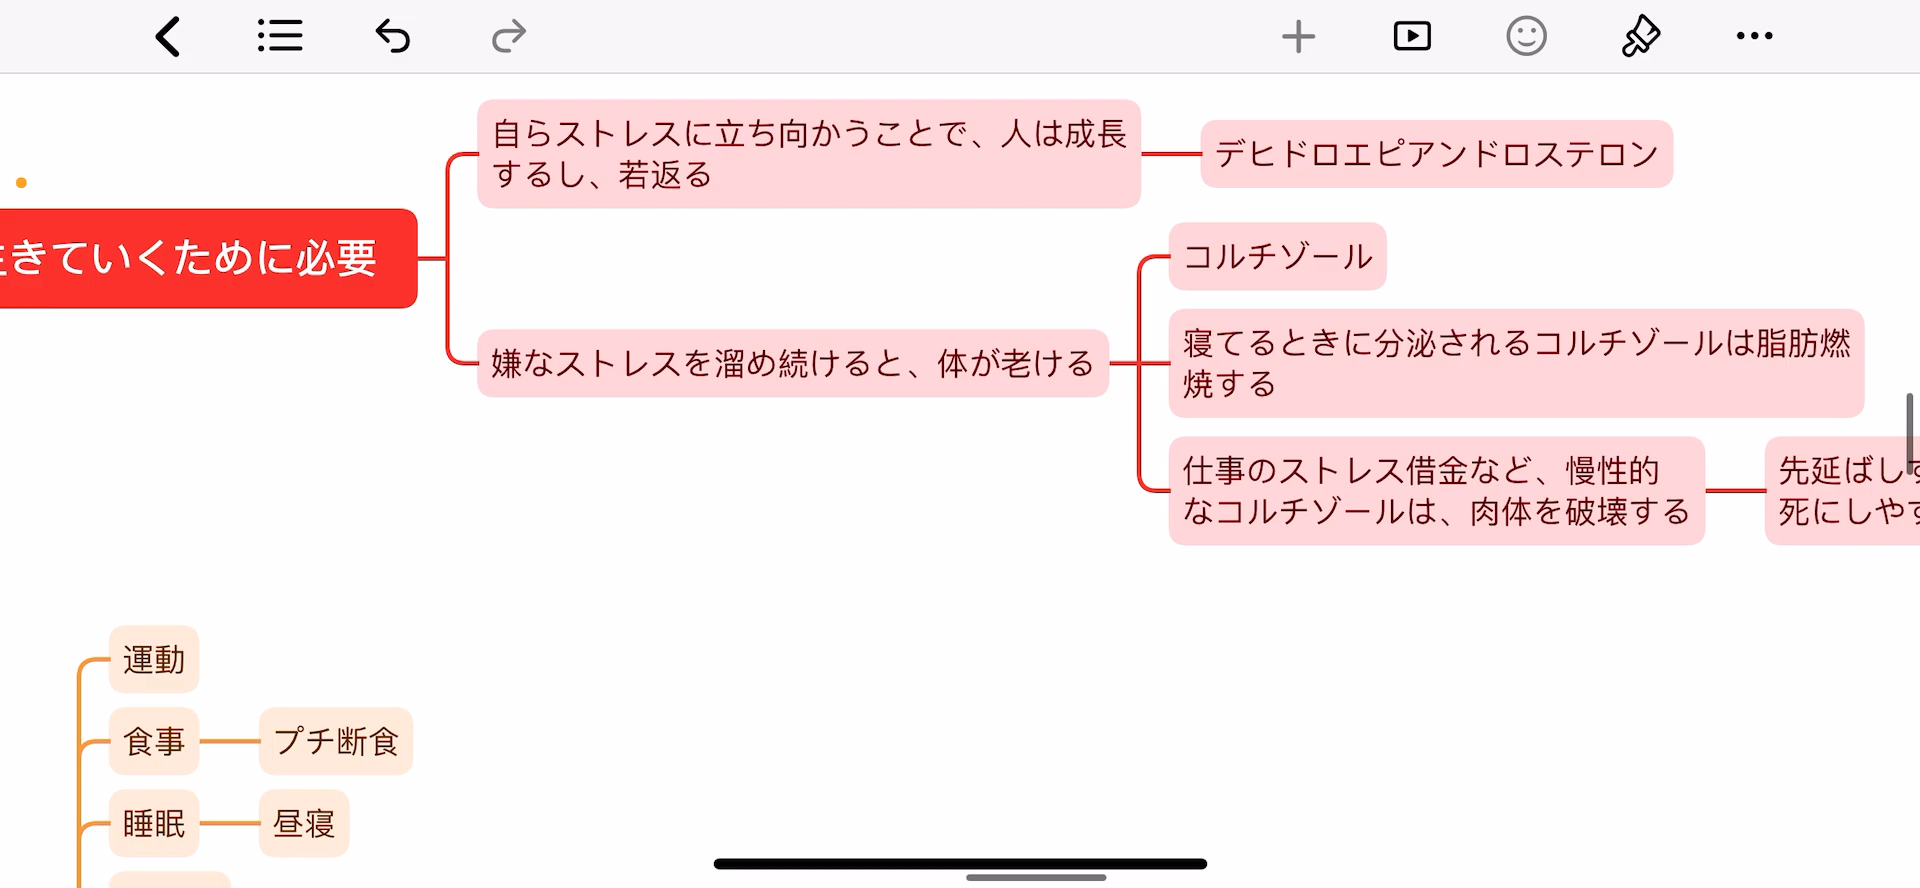 自らストレスに立ち向かうことで、人は成長
するし、若返る
デヒドロエピアンドロステロン
きていくために必要
コルチゾール
嫌なストレスを溜め続けると、体が老ける
寝てるときに分泌されるコルチゾールは脂肪燃
焼する
仕事のストレス借金など、慢性的
なコルチゾールは、肉体を破壊する
先延ばし
死にしや
運動
食事
プチ断食
睡眠
昼寝